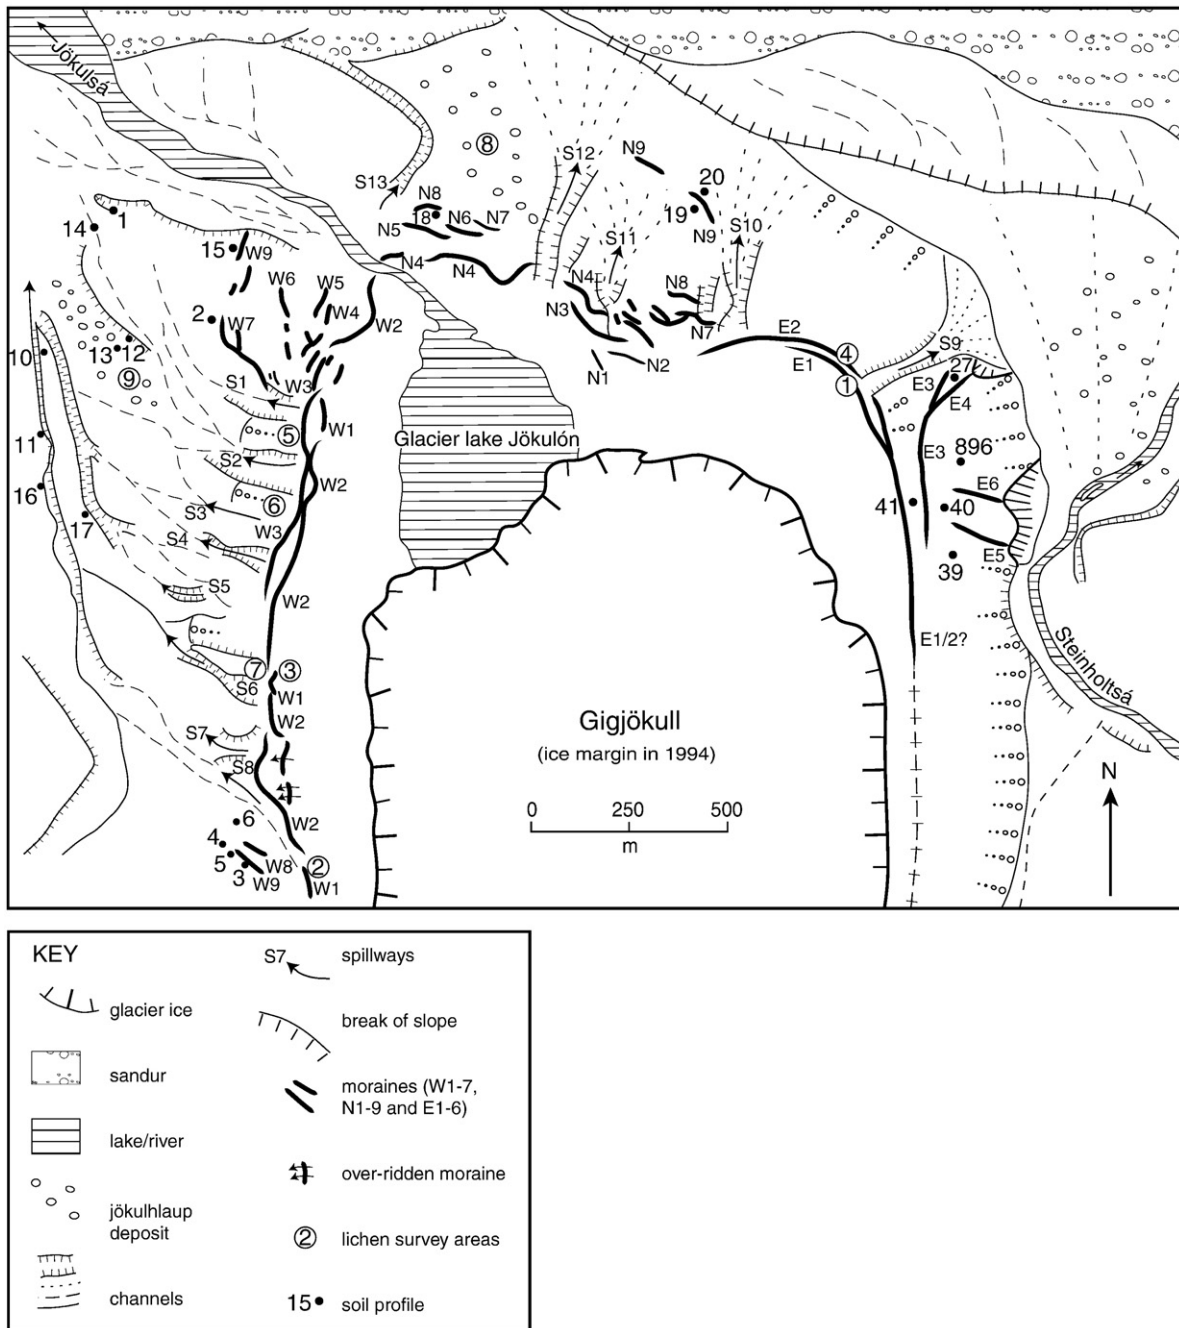 Jökulsá
8
S12
N9
20
S13
N8
18
N6
N7
N5
19
N9
S10
1
14
15
W9
S11
N4
N4
W6
W5
N4
N8
2
W7
W4
W2
N3
N7
E2
S9
13
12
10
9
N2
4
27
N1
E1
1
E3
E4
S1
W3
5
W1
Glacier lake Jökulón
11
S2
E3
896
16
W2
6
E6
S3
41
40
17
W3
S4
E5
39
S5
W2
E1/2?
Steinholtsá
7
3
S6
W1
W2
Gigjökull
(ice margin in 1994)
S7
S8
N
0
250
500
m
6
W2
4
5
W8
3
W9
2
W1
KEY
S7
spillways
glacier ice
break of slope
sandur
moraines (W1-7,
N1-9 and E1-6)
lake/river
over-ridden moraine
jökulhlaup
deposit
2
lichen survey areas
channels
15
soil profile